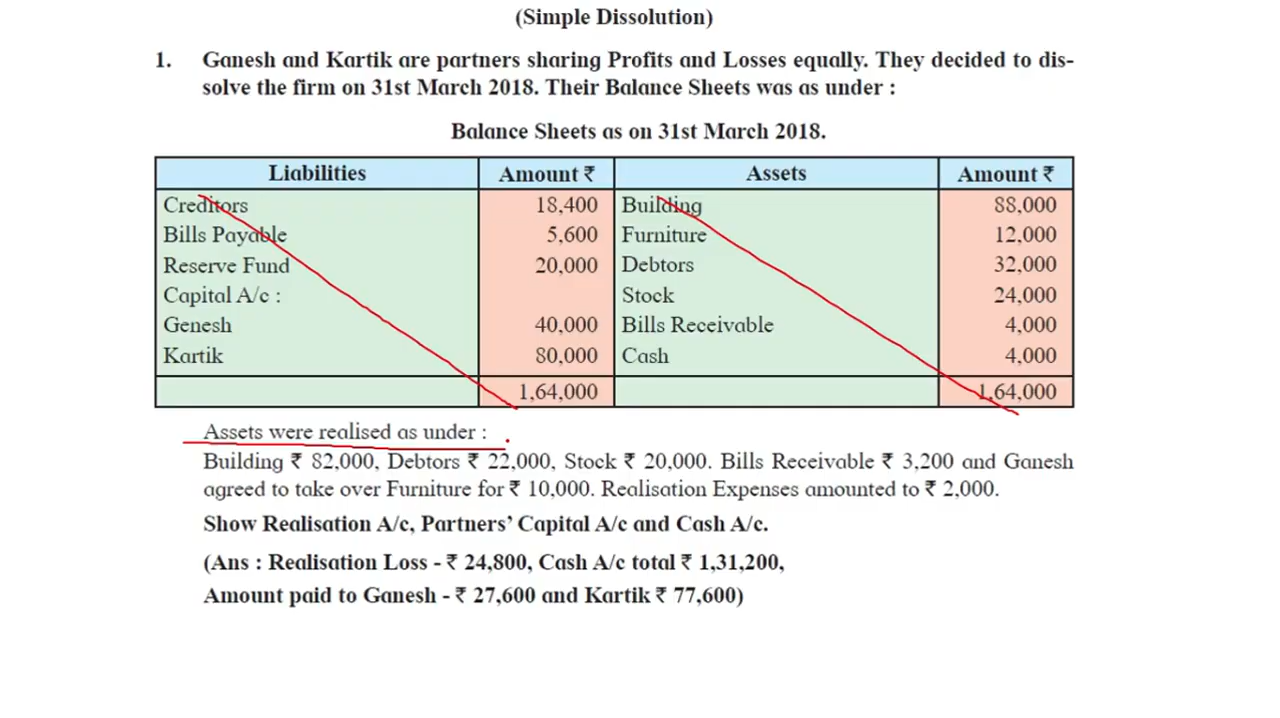 (Simple Dissolution)
1. Ganesh and Kartik are partners sharing Profits and Losses equally. They decided to dis-
solve the firm on 31st March 2018. Their Balance Sheets was as under :
Balance Sheets as on 31st March 2018.
Liabilities Amount ₹ Assets Amount ₹
Creditors 18,400 Building 88,000
Bills Payable 5,600 Furniture 12,000
Reserve Fund 20,000 Debtors 32,000
Capital A/c : Stock 24,000
Genesh 40,000 Bills Receivable 4,000
Kartik 80,000 Cash 4,000
1,64,000 1,64,000
Assets were realised as under :
Building ₹ 82,000, Debtors ₹ 22,000, Stock ₹ 20,000. Bills Receivable ₹ 3,200 and Ganesh
agreed to take over Furniture for ₹ 10,000. Realisation Expenses amounted to ₹ 2,000.
Show Realisation A/c, Partners’ Capital A/c and Cash A/c.
(Ans : Realisation Loss - ₹ 24,800, Cash A/c total ₹ 1,31,200,
Amount paid to Ganesh - ₹ 27,600 and Kartik ₹ 77,600)